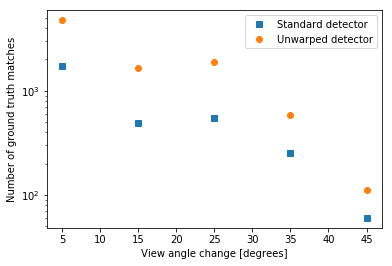 Standard detector
Unwarped detector
10³
10²
Number of ground truth matches
5 10 15 20 25 30 35 40 45
View angle change [degrees]